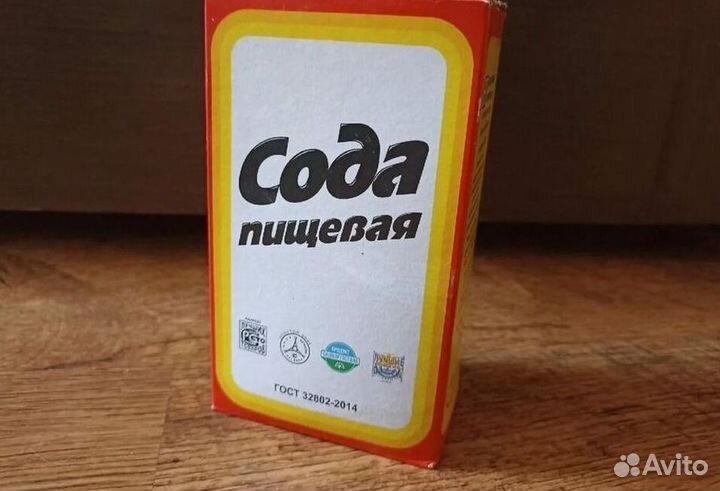 Сода
пищевая
ГОСТ 32802-2014
Avito